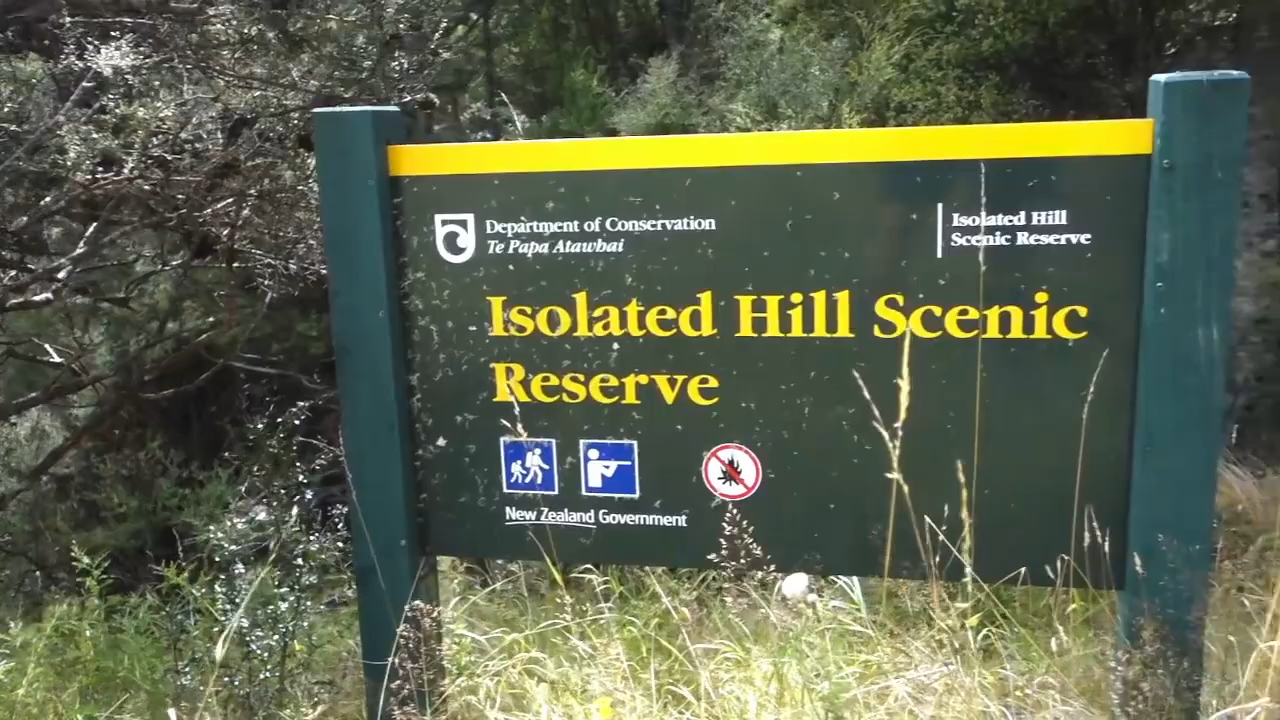 Department of Conservation
Te Papa Atawhai
Isolated Hill
Scenic Reserve
Isolated Hill Scenic
Reserve
New Zealand Government